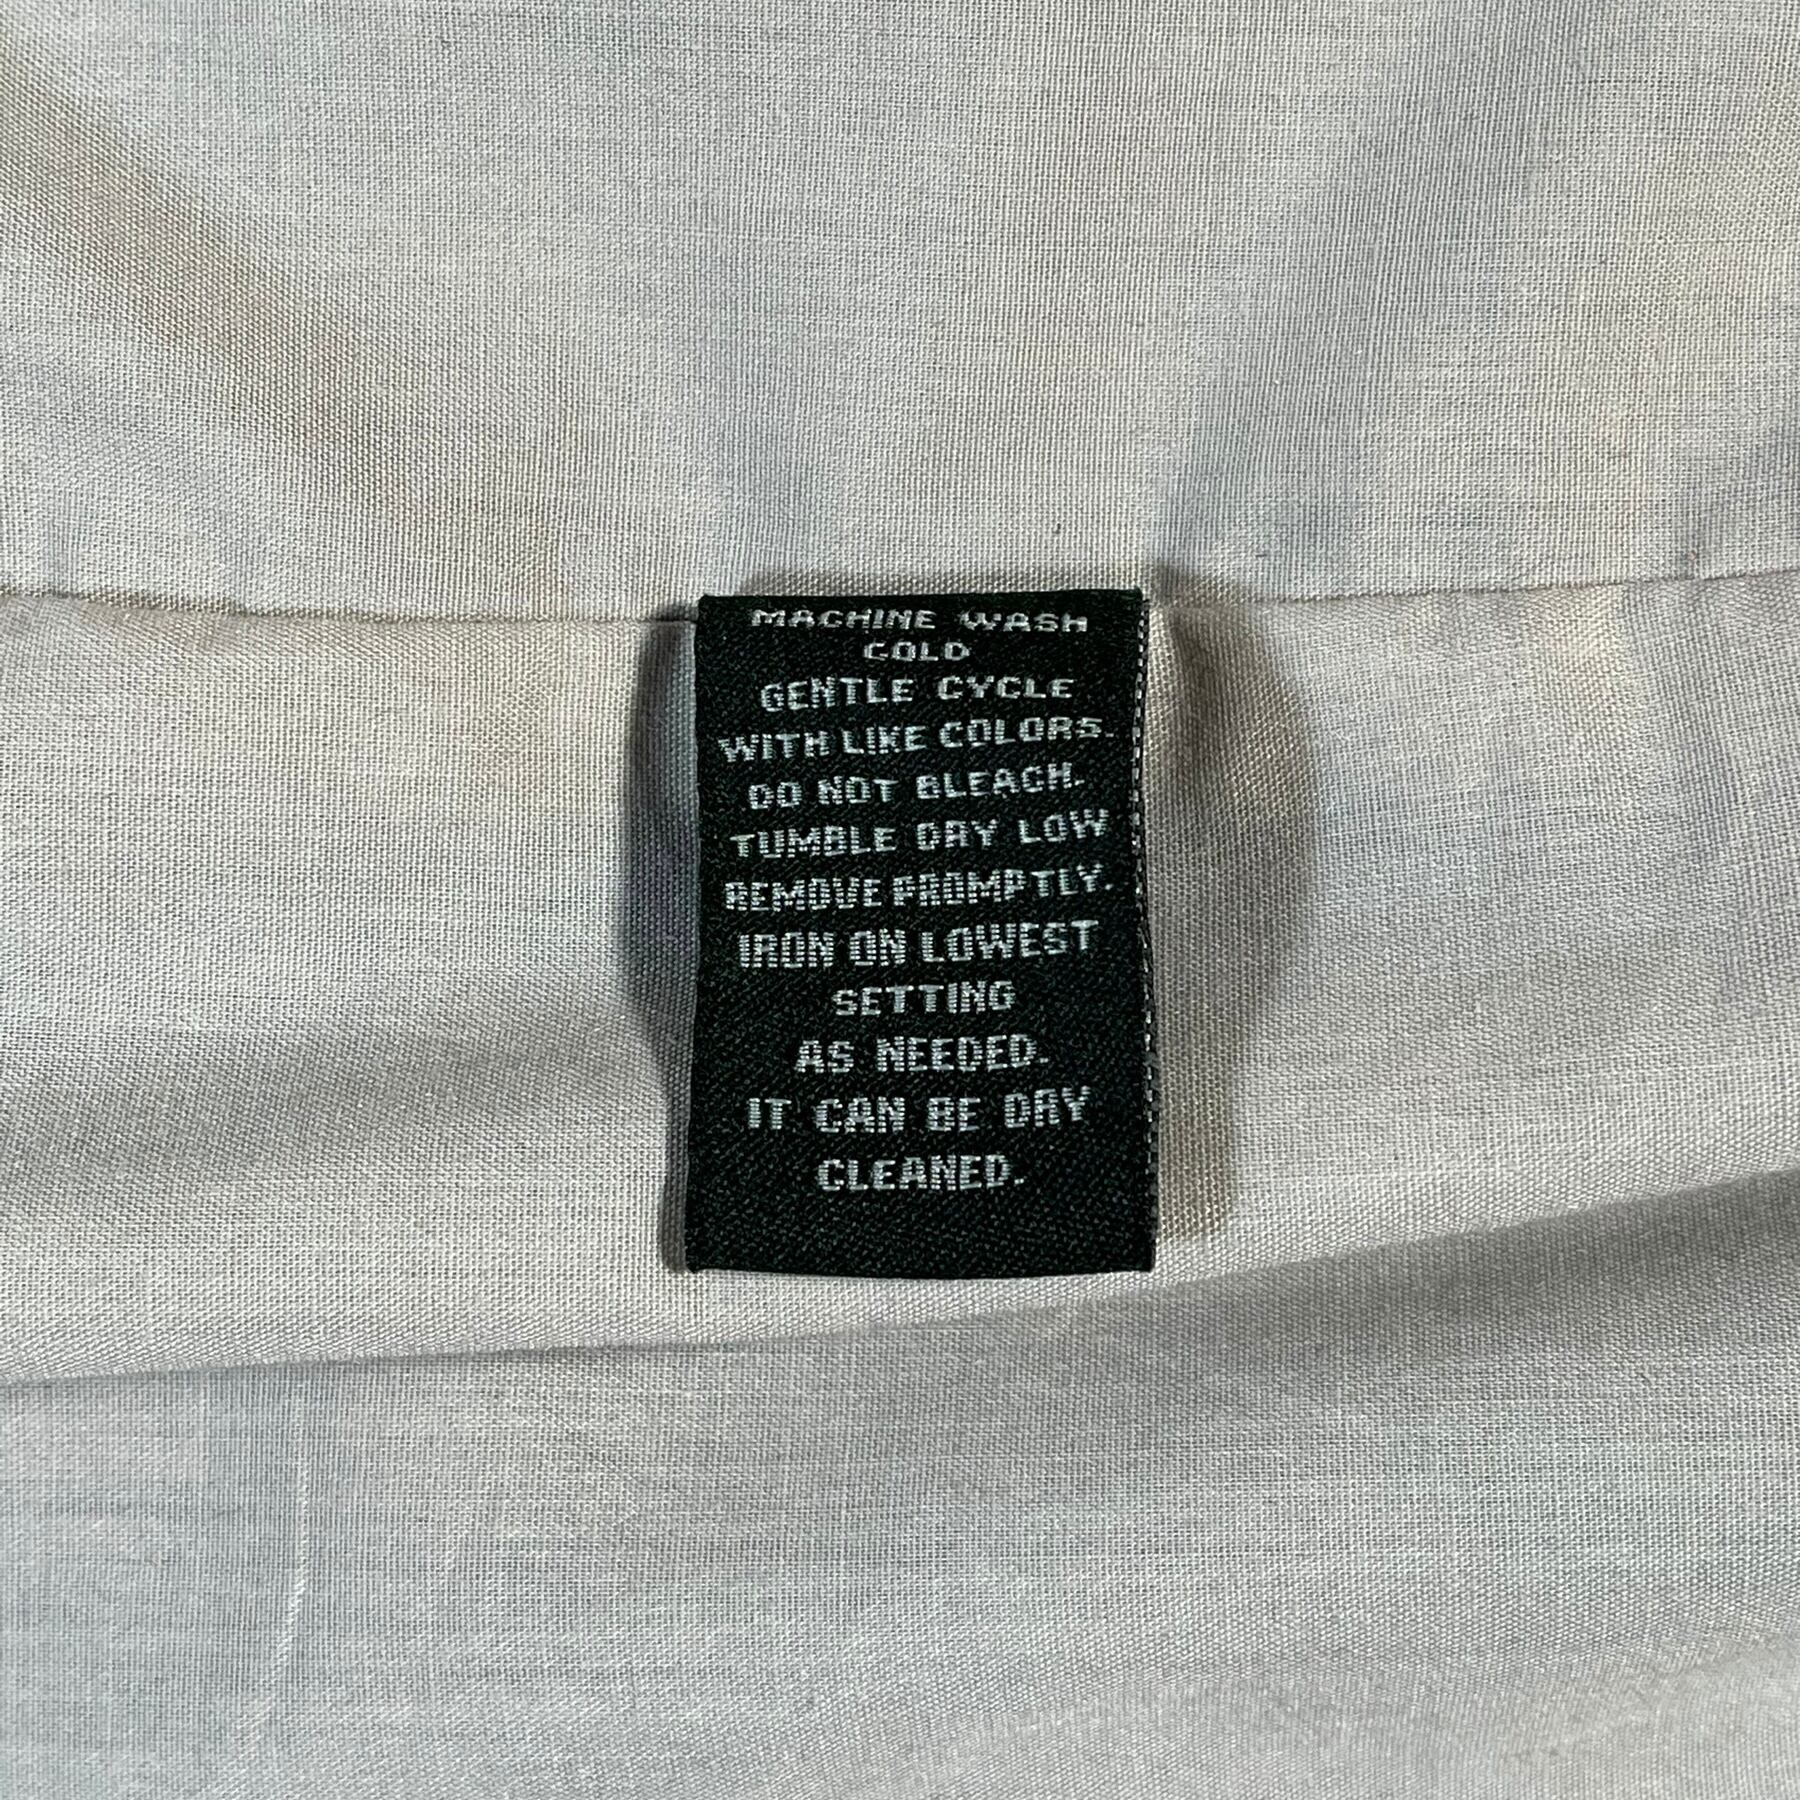 MACHINE WASH
COLD
GENTLE CYCLE
WITH LIKE COLORS.
DO NOT BLEACH.
TUMBLE DRY LOW
REMOVE PROMPTLY.
IRON ON LOWEST
SETTING
AS NEEDED.
IT CAN BE DRY
CLEANED.